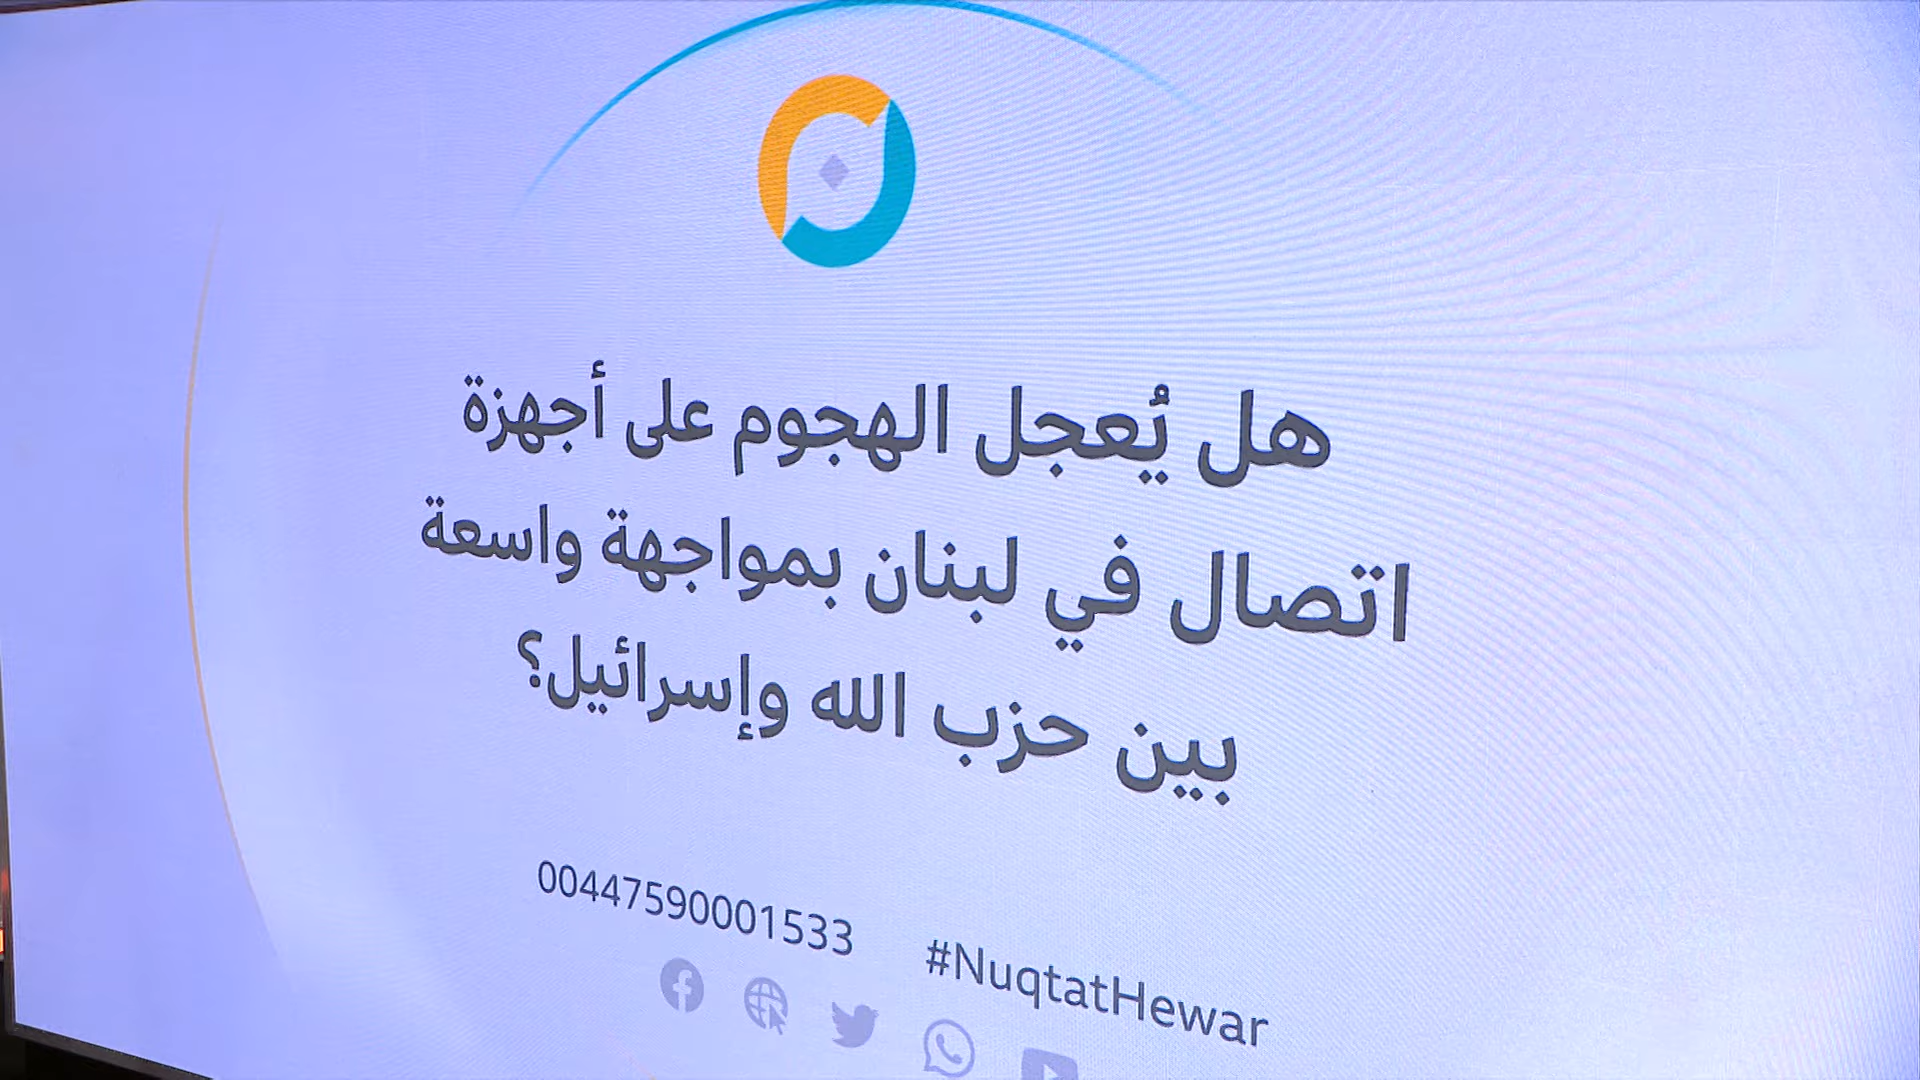 هل يُعجل الهجوم على أجهزة
اتصال في لبنان بمواجهة واسعة
بين حزب الله وإسرائيل؟
00447590001533
#NuqtatHewar